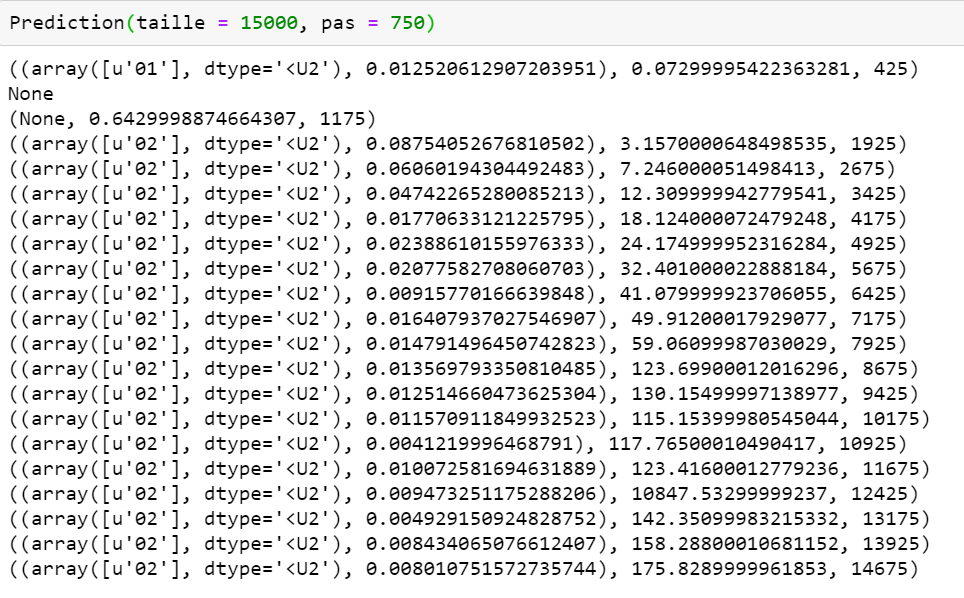 Prediction(taille = 15000, pas = 750)
((array([u'01'], dtype='<U2'), 0.012520612907203951), 0.07299995422363281, 425)
None
(None, 0.6429998874664307, 1175)
((array([u'02'], dtype='<U2'), 0.08754052676810502), 3.1570000648498535, 1925)
((array([u'02'], dtype='<U2'), 0.06060194304492483), 7.246000051498413, 2675)
((array([u'02'], dtype='<U2'), 0.04742265280085213), 12.309999942779541, 3425)
((array([u'02'], dtype='<U2'), 0.01770633121225795), 18.124000072479248, 4175)
((array([u'02'], dtype='<U2'), 0.02388610155976333), 24.174999952316284, 4925)
((array([u'02'], dtype='<U2'), 0.02077582708060703), 32.401000022888184, 5675)
((array([u'02'], dtype='<U2'), 0.00915770166639848), 41.079999923706055, 6425)
((array([u'02'], dtype='<U2'), 0.016407937027546907), 49.91200017929077, 7175)
((array([u'02'], dtype='<U2'), 0.014791496450742823), 59.06099987030029, 7925)
((array([u'02'], dtype='<U2'), 0.013569793350810485), 123.69900012016296, 8675)
((array([u'02'], dtype='<U2'), 0.012514660473625304), 130.15499997138977, 9425)
((array([u'02'], dtype='<U2'), 0.011570911849932523), 115.15399980545044, 10175)
((array([u'02'], dtype='<U2'), 0.0041219996468791), 117.76500010490417, 10925)
((array([u'02'], dtype='<U2'), 0.010072581694631889), 123.41600012779236, 11675)
((array([u'02'], dtype='<U2'), 0.009473251175288206), 10847.53299999237, 12425)
((array([u'02'], dtype='<U2'), 0.004929150924828752), 142.35099983215332, 13175)
((array([u'02'], dtype='<U2'), 0.008434065076612407), 158.28800010681152, 13925)
((array([u'02'], dtype='<U2'), 0.008010751572735744), 175.8289999961853, 14675)